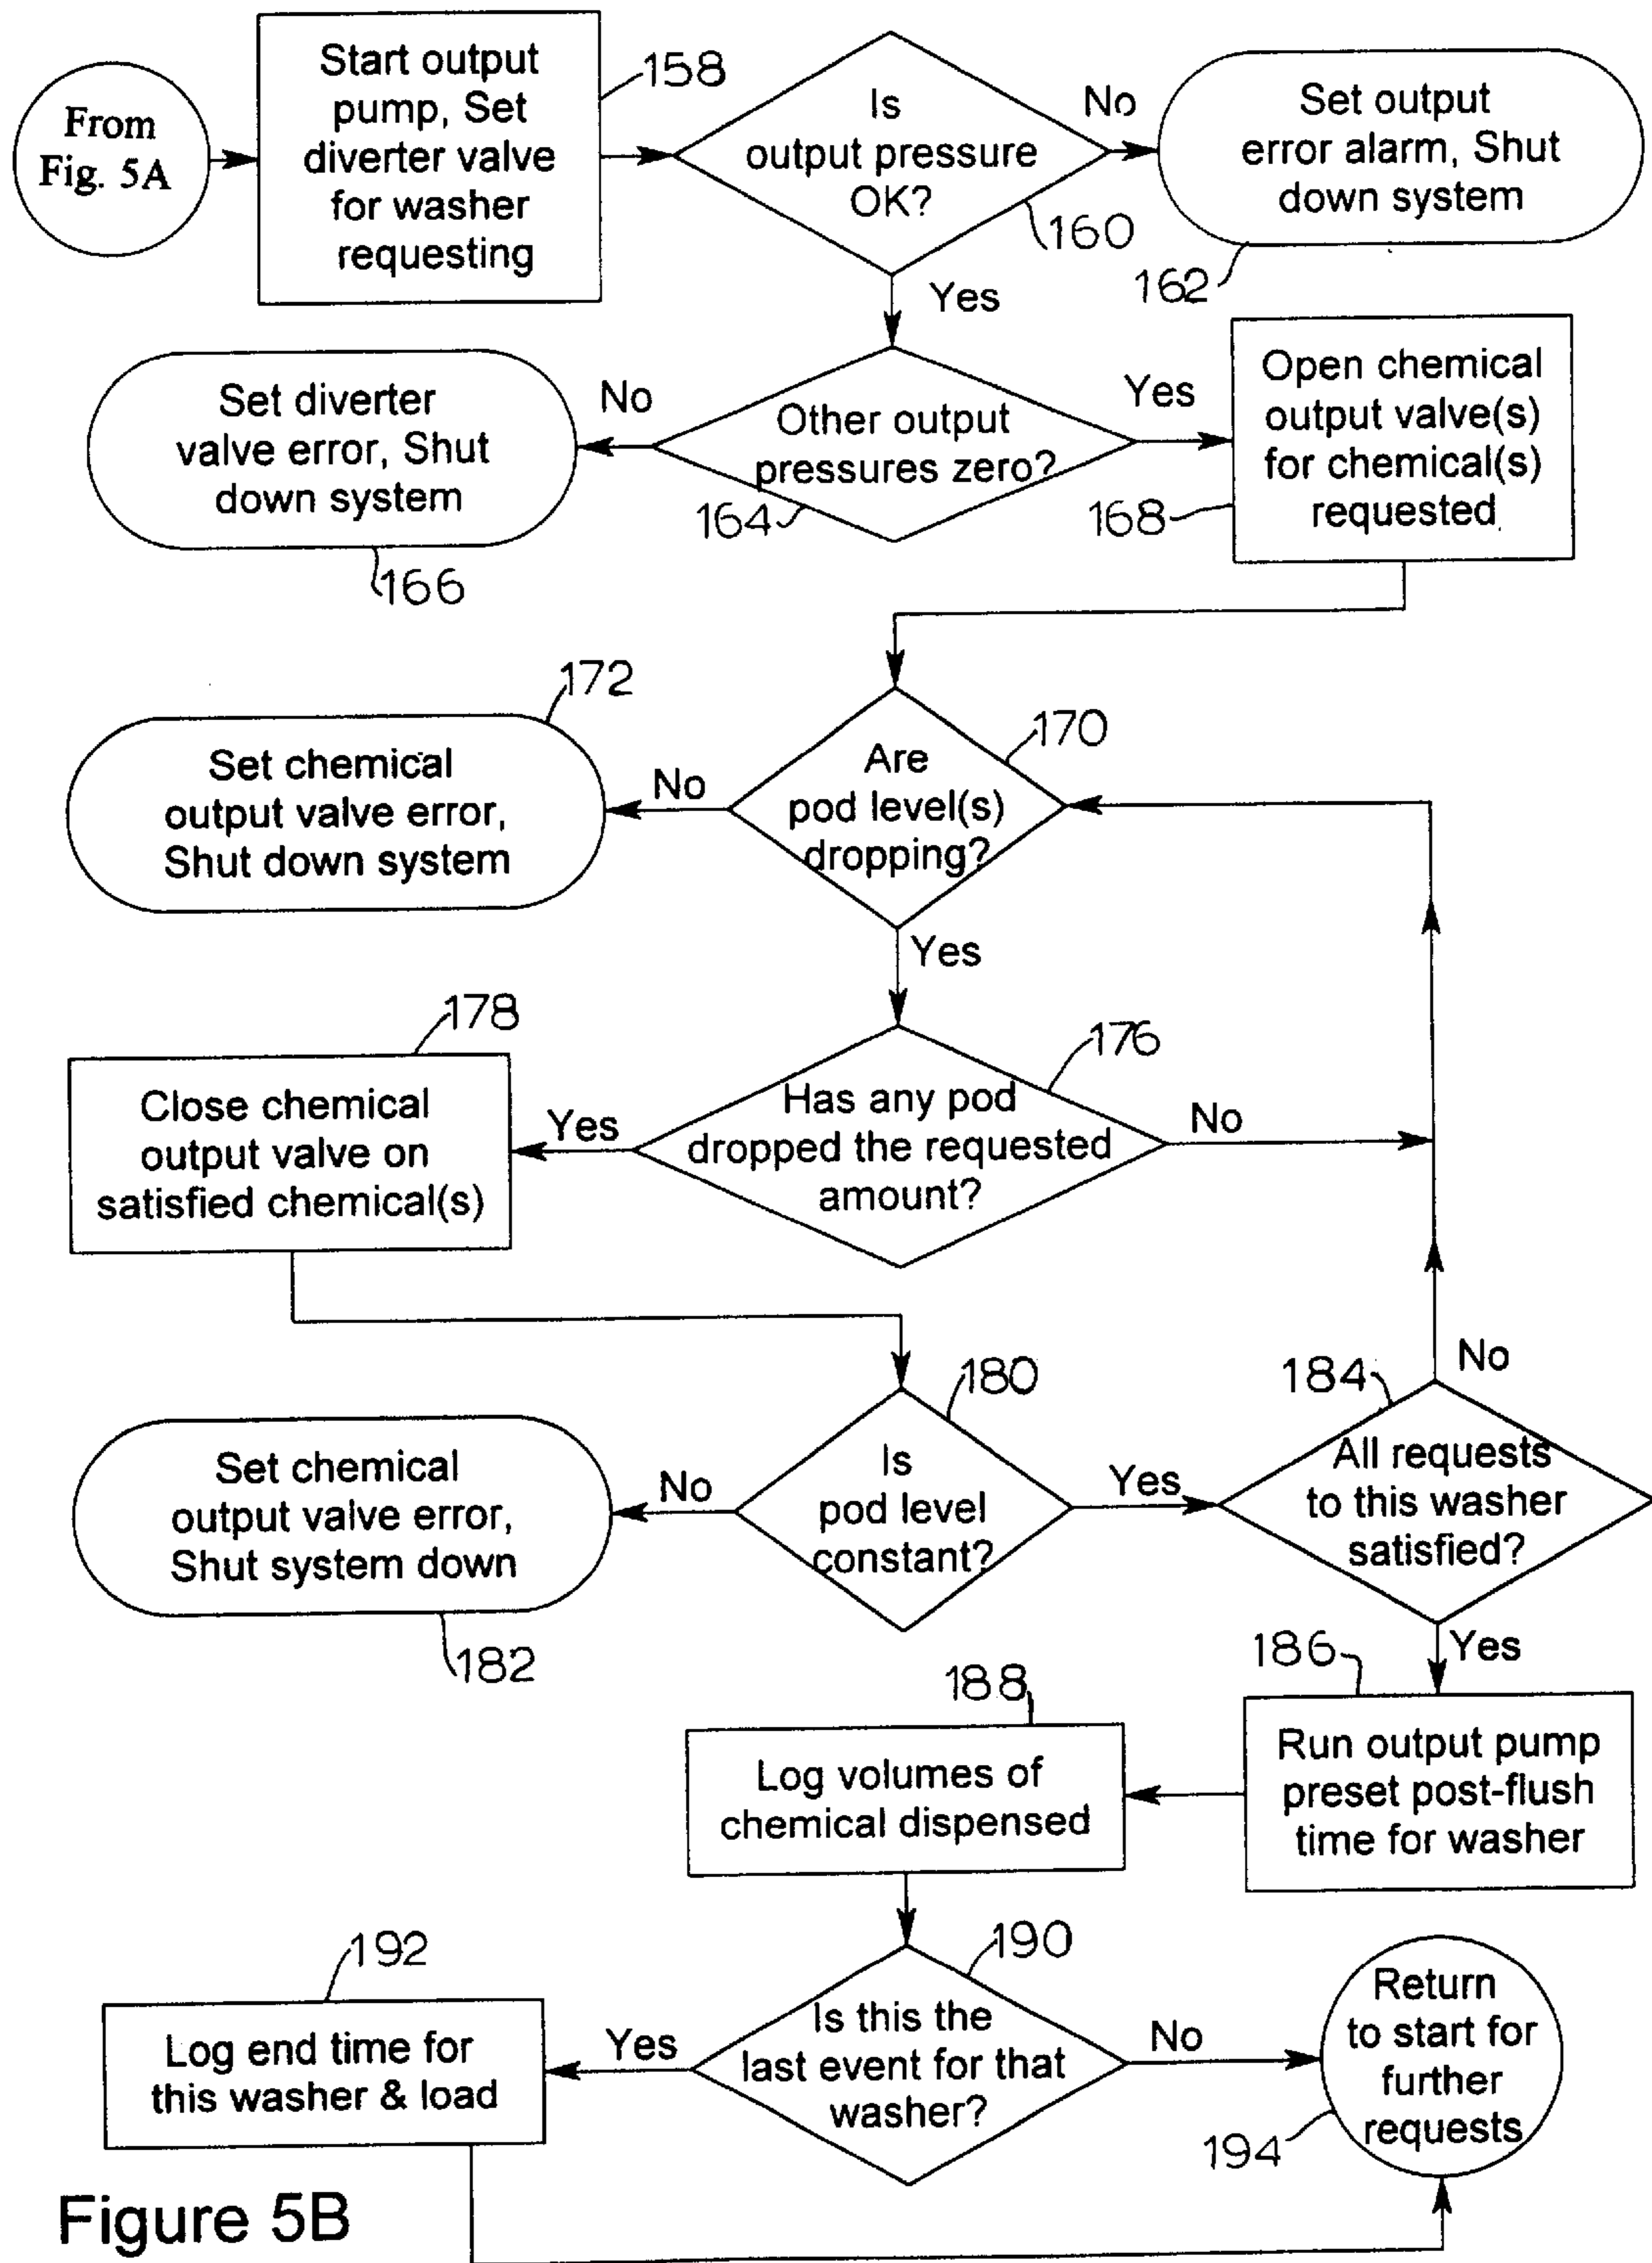 From
Fig. 5A
Start output
pump, Set
diverter valve
for washer
requesting
158
Is
output pressure
OK?
160
No
Set output
error alarm, Shut
down system
162
Yes
Other output
pressures zero?
164
No
Set diverter
valve error, Shut
down system
166
Yes
Open chemical
output valve(s)
for chemical(s)
requested
168
Are
pod level(s)
dropping?
170
No
Set chemical
output valve error,
Shut down system
172
Yes
Has any pod
dropped the requested
amount?
176
No
Yes
Close chemical
output valve on
satisfied chemical(s)
178
Is
pod level
constant?
180
No
Set chemical
output valve error,
Shut system down
182
Yes
All requests
to this washer
satisfied?
184
No
Yes
Run output pump
preset post-flush
time for washer
186
Log volumes of
chemical dispensed
188
Is this the
last event for that
washer?
190
Yes
Log end time for
this washer & load
192
No
Return
to start for
further
requests
194
Figure 5B